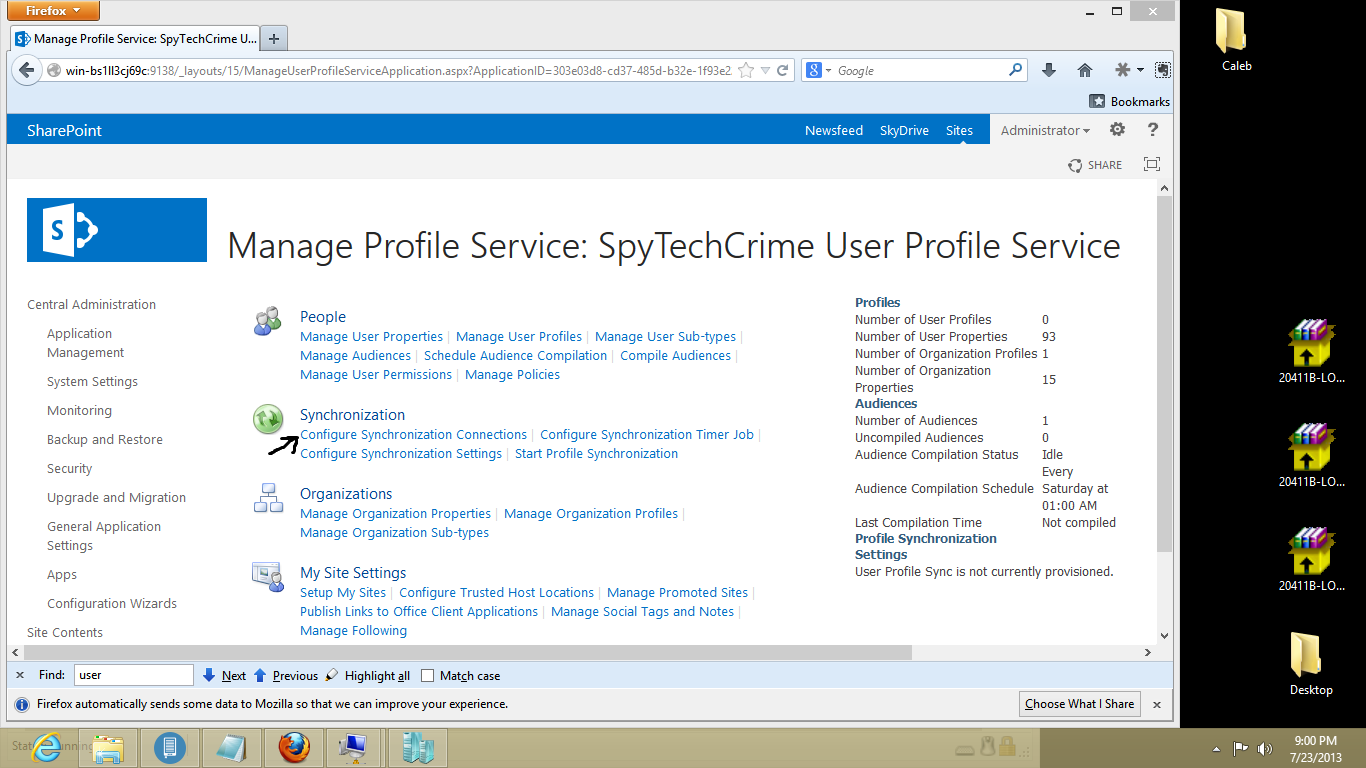 Firefox
Manage Profile Service: SpyTechCrime U...
win-bs1ll3cj69c:9138/_layouts/15/ManageUserProfileServiceApplication.aspx?ApplicationID=303e03d8-cd37-485d-b32e-1f93e2
Google
Bookmarks
SharePoint
Newsfeed SkyDrive Sites Administrator ?
SHARE
S
Manage Profile Service: SpyTechCrime User Profile Service
Central Administration
Application
Management
System Settings
Monitoring
Backup and Restore
Security
Upgrade and Migration
General Application
Settings
Apps
Configuration Wizards
Site Contents
People
Manage User Properties | Manage User Profiles | Manage User Sub-types |
Manage Audiences | Schedule Audience Compilation | Compile Audiences |
Manage User Permissions | Manage Policies
Synchronization
Configure Synchronization Connections | Configure Synchronization Timer Job |
Configure Synchronization Settings | Start Profile Synchronization
Organizations
Manage Organization Properties | Manage Organization Profiles |
Manage Organization Sub-types
My Site Settings
Setup My Sites | Configure Trusted Host Locations | Manage Promoted Sites |
Publish Links to Office Client Applications | Manage Social Tags and Notes |
Manage Following
Profiles
Number of User Profiles 0
Number of User Properties 93
Number of Organization Profiles 1
Number of Organization
Properties 15
Audiences
Number of Audiences 1
Uncompiled Audiences 0
Audience Compilation Status Idle
Audience Compilation Schedule Every
Saturday at
01:00 AM
Last Compilation Time Not compiled
Profile Synchronization
Settings
User Profile Sync is not currently provisioned.
Find: user Next Previous Highlight all Match case
Firefox automatically sends some data to Mozilla so that we can improve your experience.
Choose What I Share
Caleb
20411B-LO...
20411B-LO...
20411B-LO...
Desktop
9:00 PM
7/23/2013